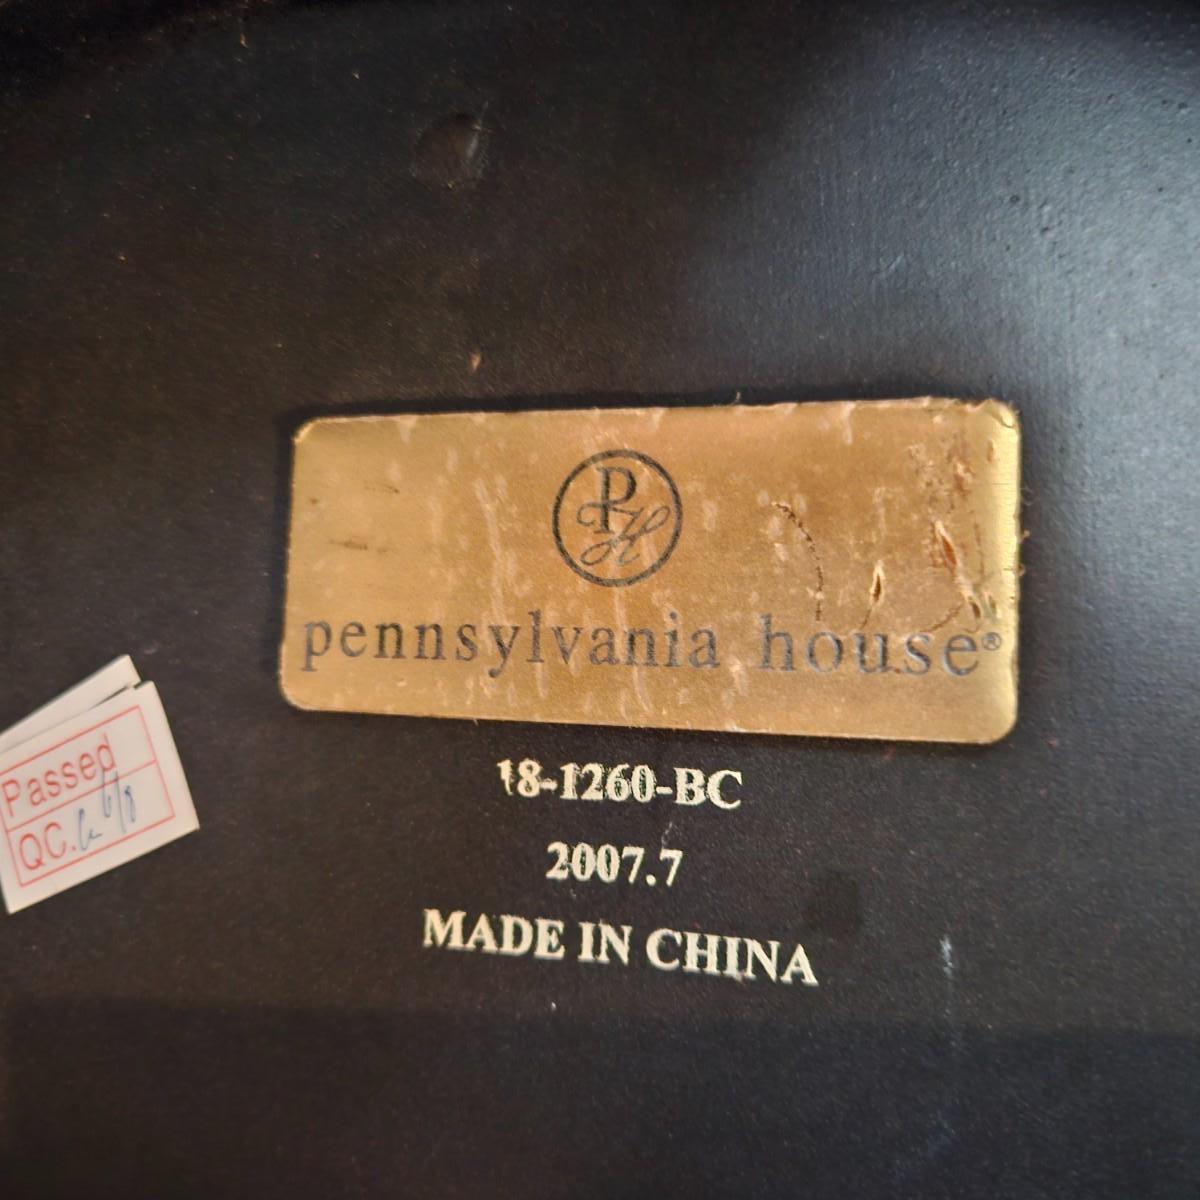 PH
pennsylvania house®
18-1260-BC
2007.7
MADE IN CHINA
Passed
QC.